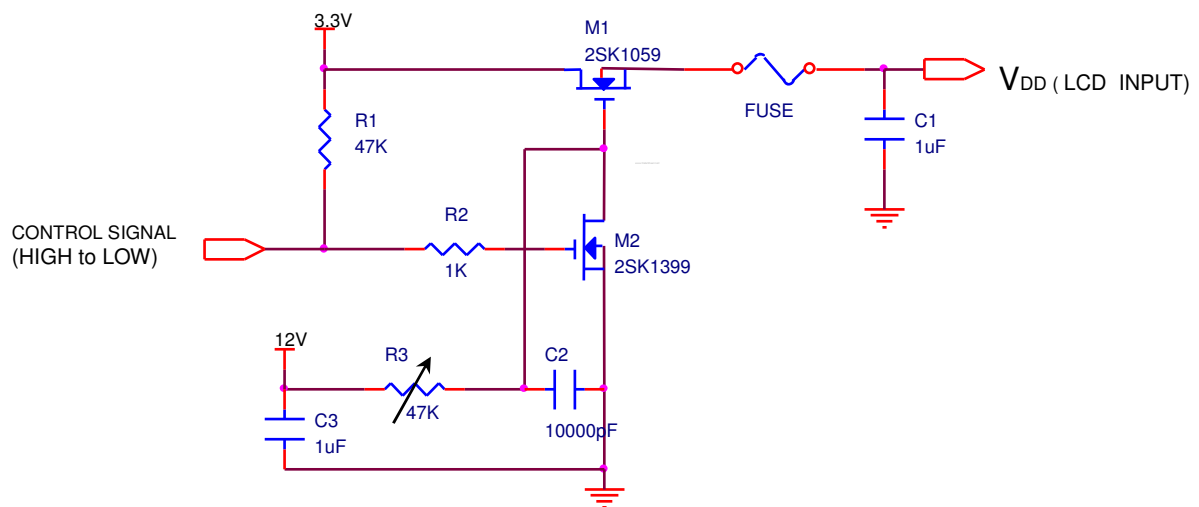 3.3V
M1
2SK1059
R1
47K
FUSE
VDD ( LCD INPUT)
C1
1uF
CONTROL SIGNAL
(HIGH to LOW)
R2
1K
M2
2SK1399
12V
R3
47K
C2
10000pF
C3
1uF